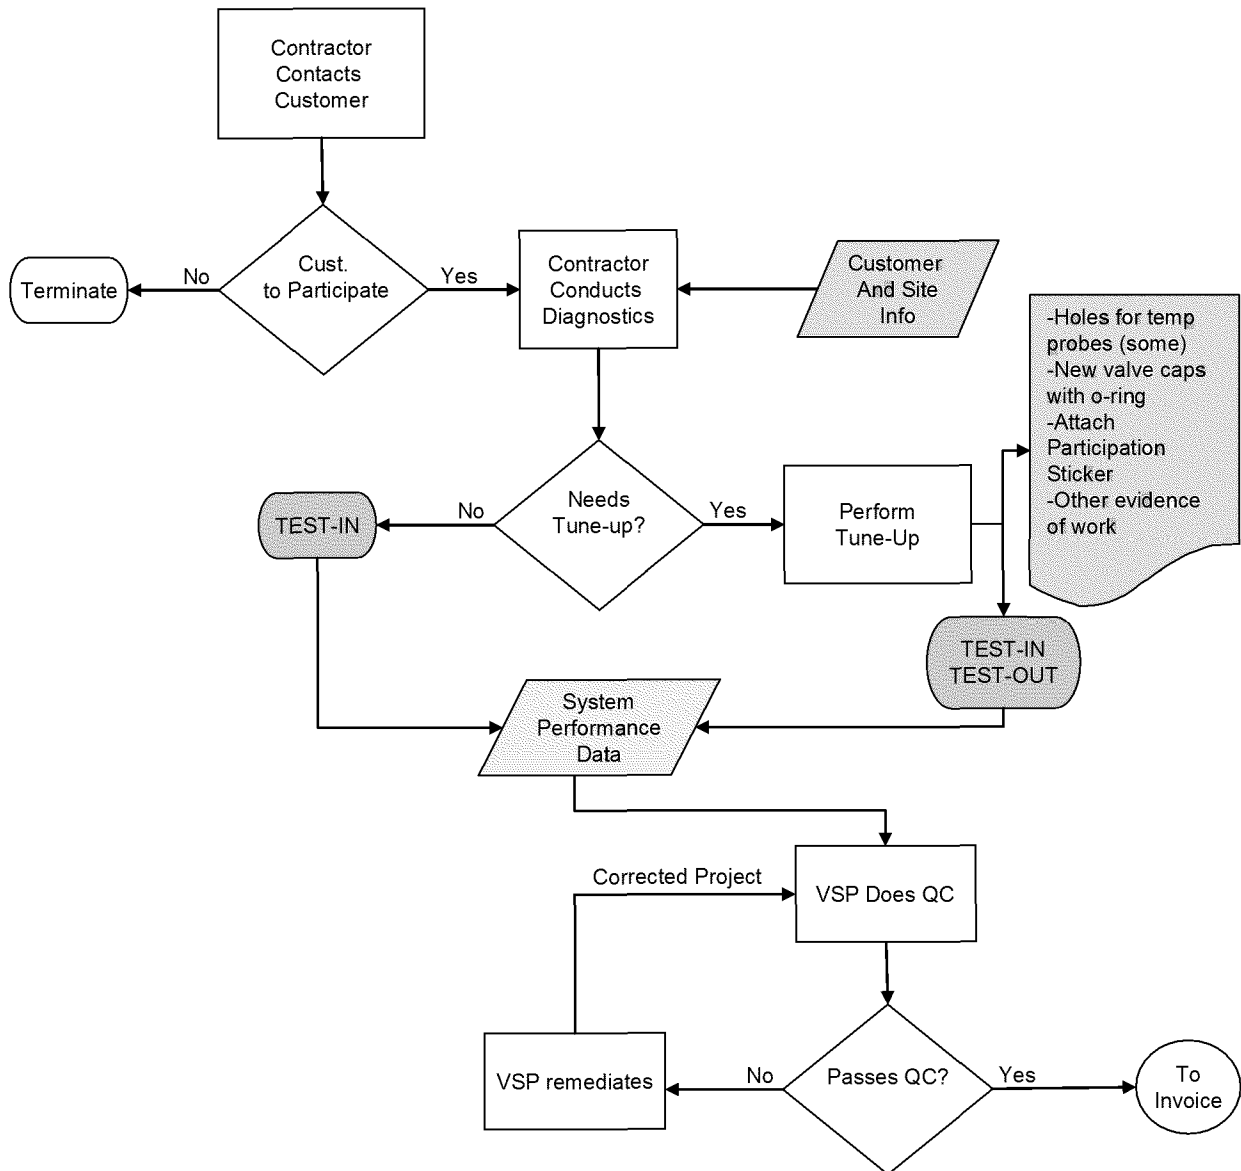 Contractor
Contacts
Customer
Cust.
to Participate
No
Yes
Terminate
Contractor
Conducts
Diagnostics
Customer
And Site
Info
-Holes for temp
probes (some)
-New valve caps
with o-ring
-Attach
Participation
Sticker
-Other evidence
of work
Needs
Tune-up?
No
Yes
TEST-IN
Perform
Tune-Up
TEST-IN
TEST-OUT
System
Performance
Data
Corrected Project
VSP Does QC
VSP remediates
No
Passes QC?
Yes
To
Invoice